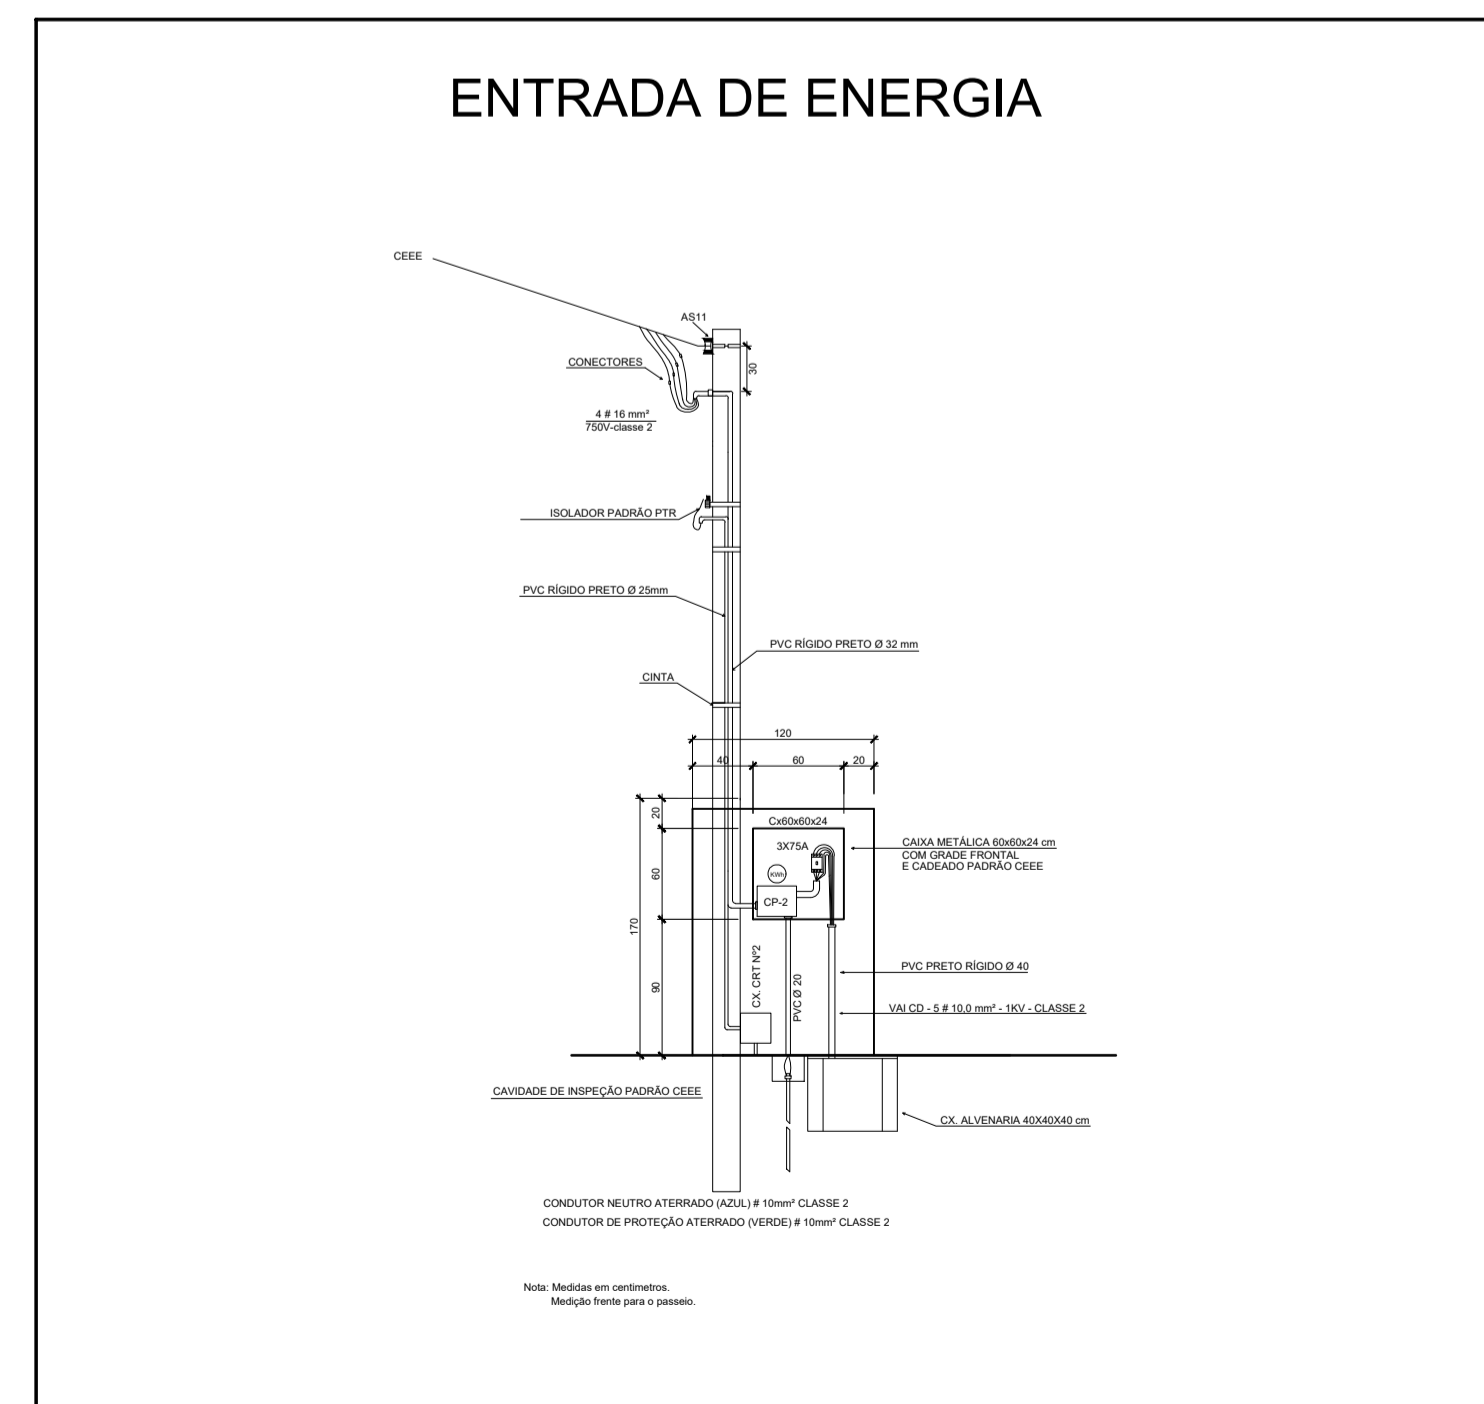 ENTRADA DE ENERGIA
CEEE
AS11
30
CONECTORES
4 # 16 mm²
750V-classe 2
ISOLADOR PADRÃO PTR
PVC RÍGIDO PRETO Ø 25mm
PVC RÍGIDO PRETO Ø 32 mm
CINTA
120
40
60
20
20
60
170
90
Cx60x60x24
3X75A
KWh
CP-2
CAIXA METÁLICA 60x60x24 cm
COM GRADE FRONTAL
E CADEADO PADRÃO CEEE
CX. CRT Nº2
PVC Ø 20
PVC PRETO RÍGIDO Ø 40
VAI CD - 5 # 10,0 mm² - 1KV - CLASSE 2
CAVIDADE DE INSPEÇÃO PADRÃO CEEE
CX. ALVENARIA 40X40X40 cm
CONDUTOR NEUTRO ATERRADO (AZUL) # 10mm² CLASSE 2
CONDUTOR DE PROTEÇÃO ATERRADO (VERDE) # 10mm² CLASSE 2
Nota: Medidas em centimetros.
Medição frente para o passeio.